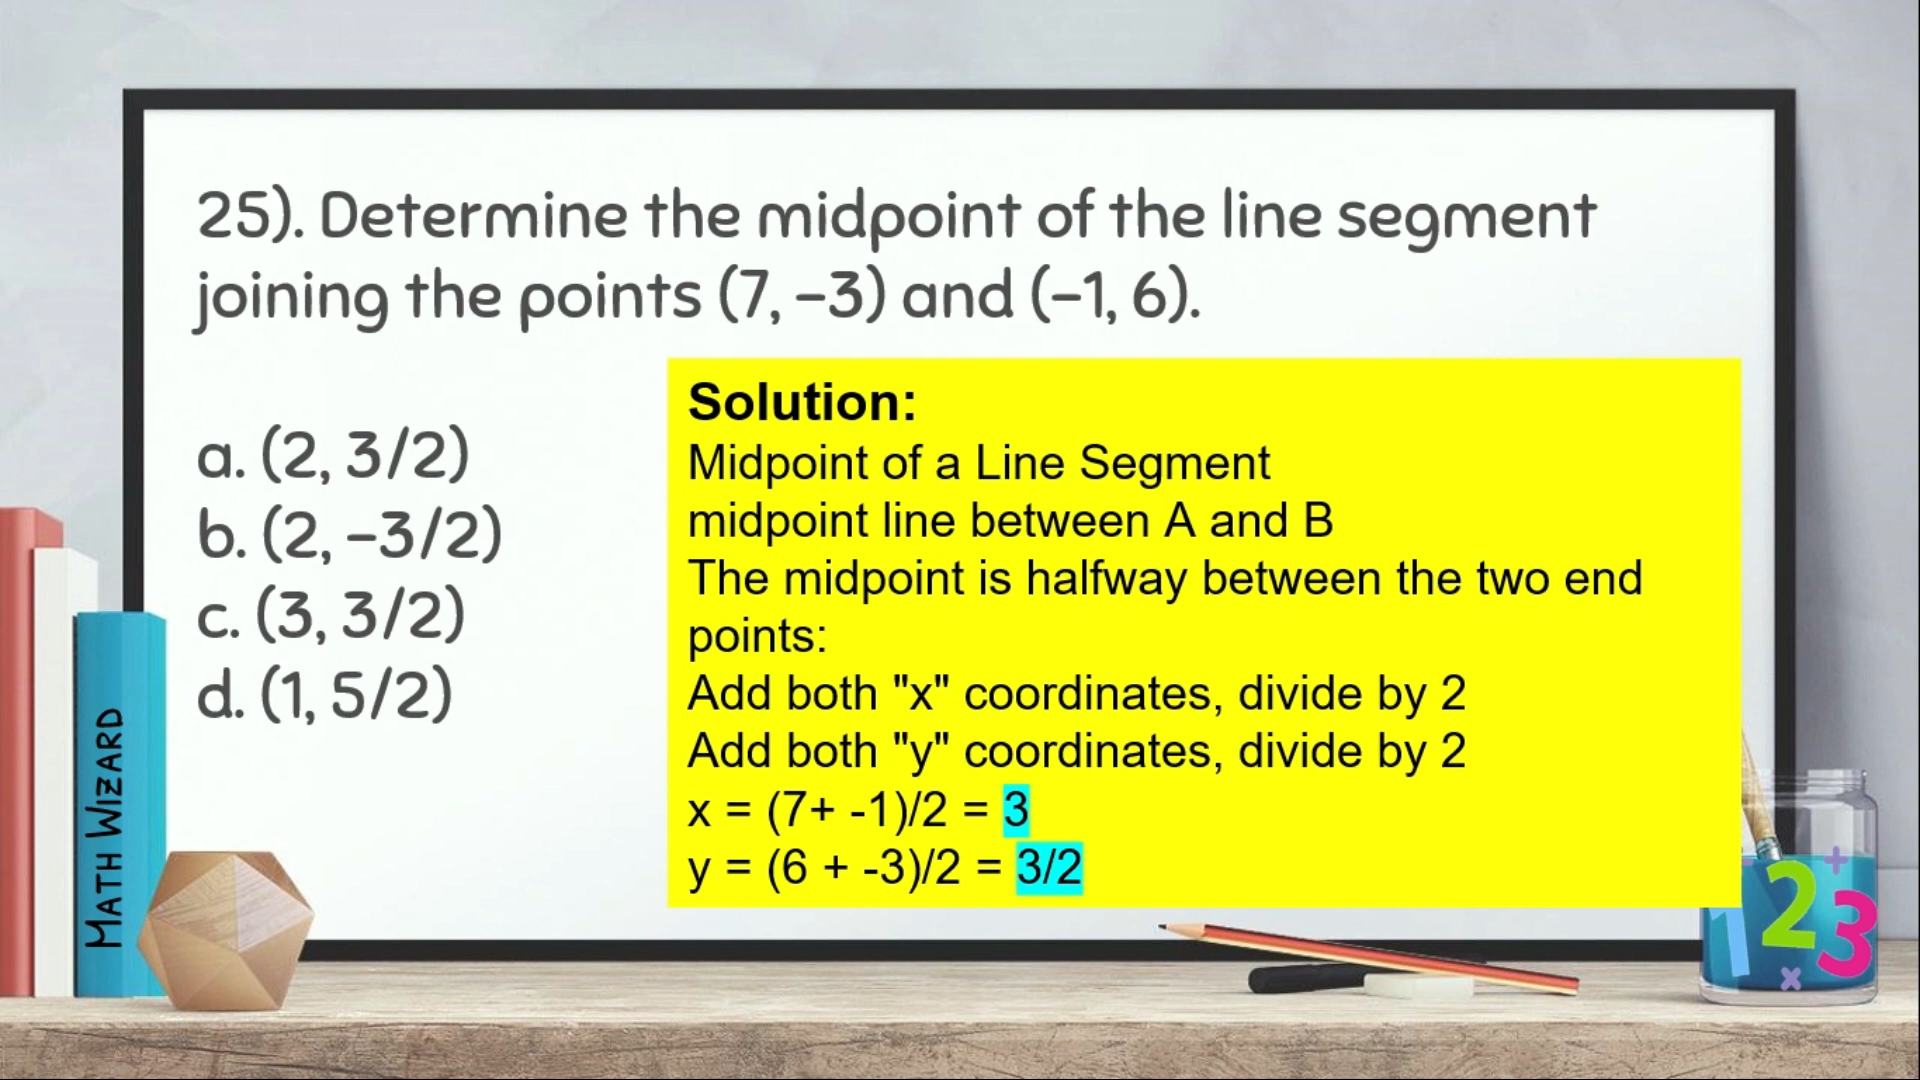 25). Determine the midpoint of the line segment
joining the points (7, -3) and (-1, 6).
a. (2, 3/2)
b. (2, -3/2)
c. (3, 3/2)
d. (1, 5/2)
Solution:
Midpoint of a Line Segment
midpoint line between A and B
The midpoint is halfway between the two end
points:
Add both "x" coordinates, divide by 2
Add both "y" coordinates, divide by 2
x = (7+ -1)/2 = 3
y = (6 + -3)/2 = 3/2
MATH WIZARD
1 2 3
+
x